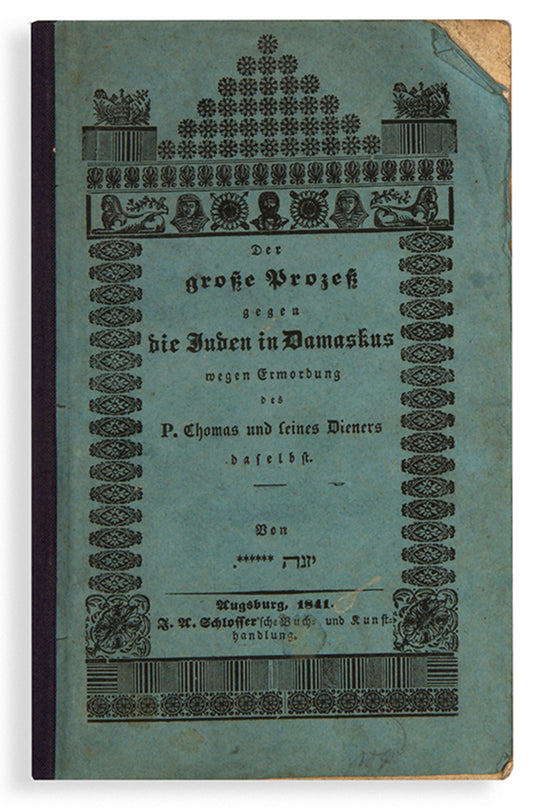 Der
große Prozeß
gegen
die Juden in Damaskus
wegen Ermordung
des
P. Thomas und seines Dieners
daselbst.
Von
יזנה ******.
Augsburg, 1841.
J. A. Schlosser'sche Buch- und Kunst-
handlung.